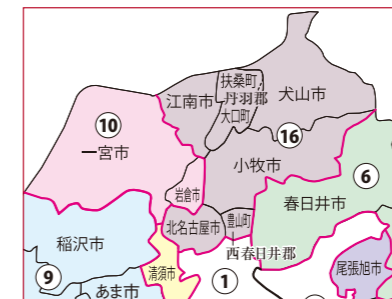 扶桑町
江南市
丹羽郡
犬山市
大口町
⑩
⑯
一宮市
小牧市
⑥
岩倉市
春日井市
豊山町
北名古屋市
稲沢市
西春日井郡
清須市
尾張旭市
⑨
①
あま市